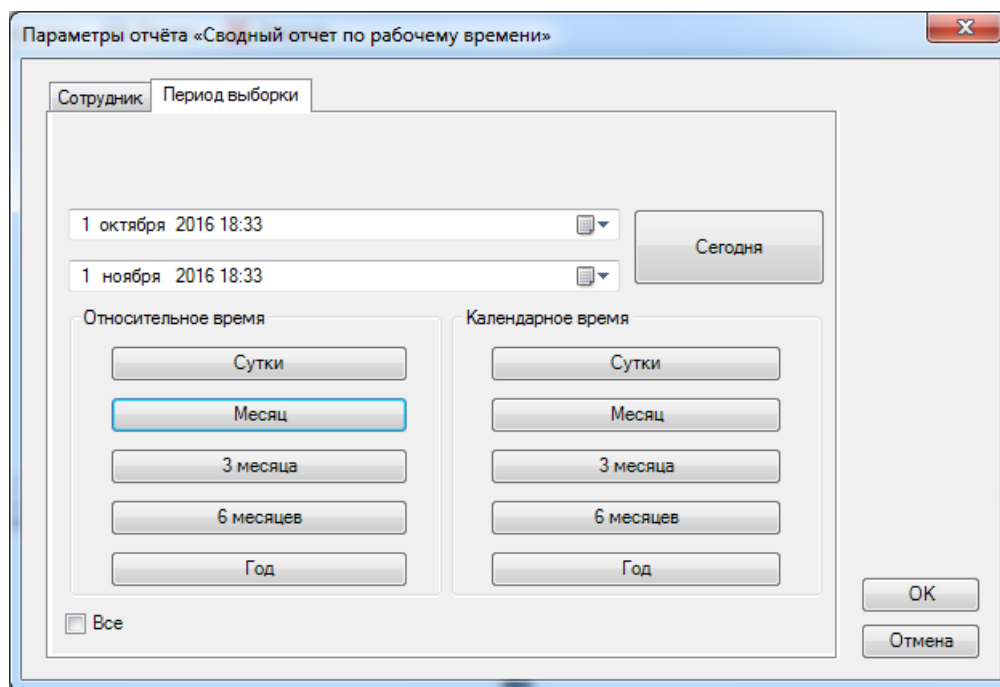 Параметры отчёта «Сводный отчет по рабочему времени»
Сотрудник Период выборки
1 октября 2016 18:33
Сегодня
1 ноября 2016 18:33
Относительное время
Календарное время
Сутки
Сутки
Месяц
Месяц
3 месяца
3 месяца
6 месяцев
6 месяцев
Год
Год
Все
OK
Отмена